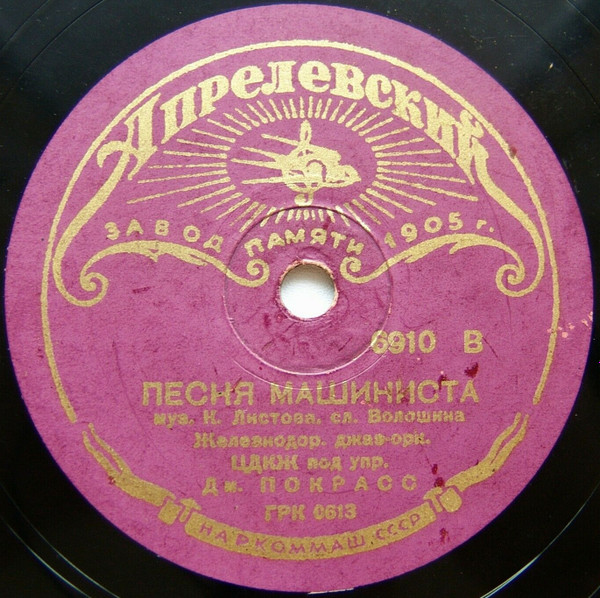 Апрелевский
ЗАВОД ПАМЯТИ 1905 г.
6910 В
ПЕСНЯ МАШИНИСТА
муз. К. Листова, сл. Волошина
Железнодор. джаз-орк.
ЦДКЖ под упр.
Дм. ПОКРАСС
ГРК 0613
НАРКОММАШ СССР